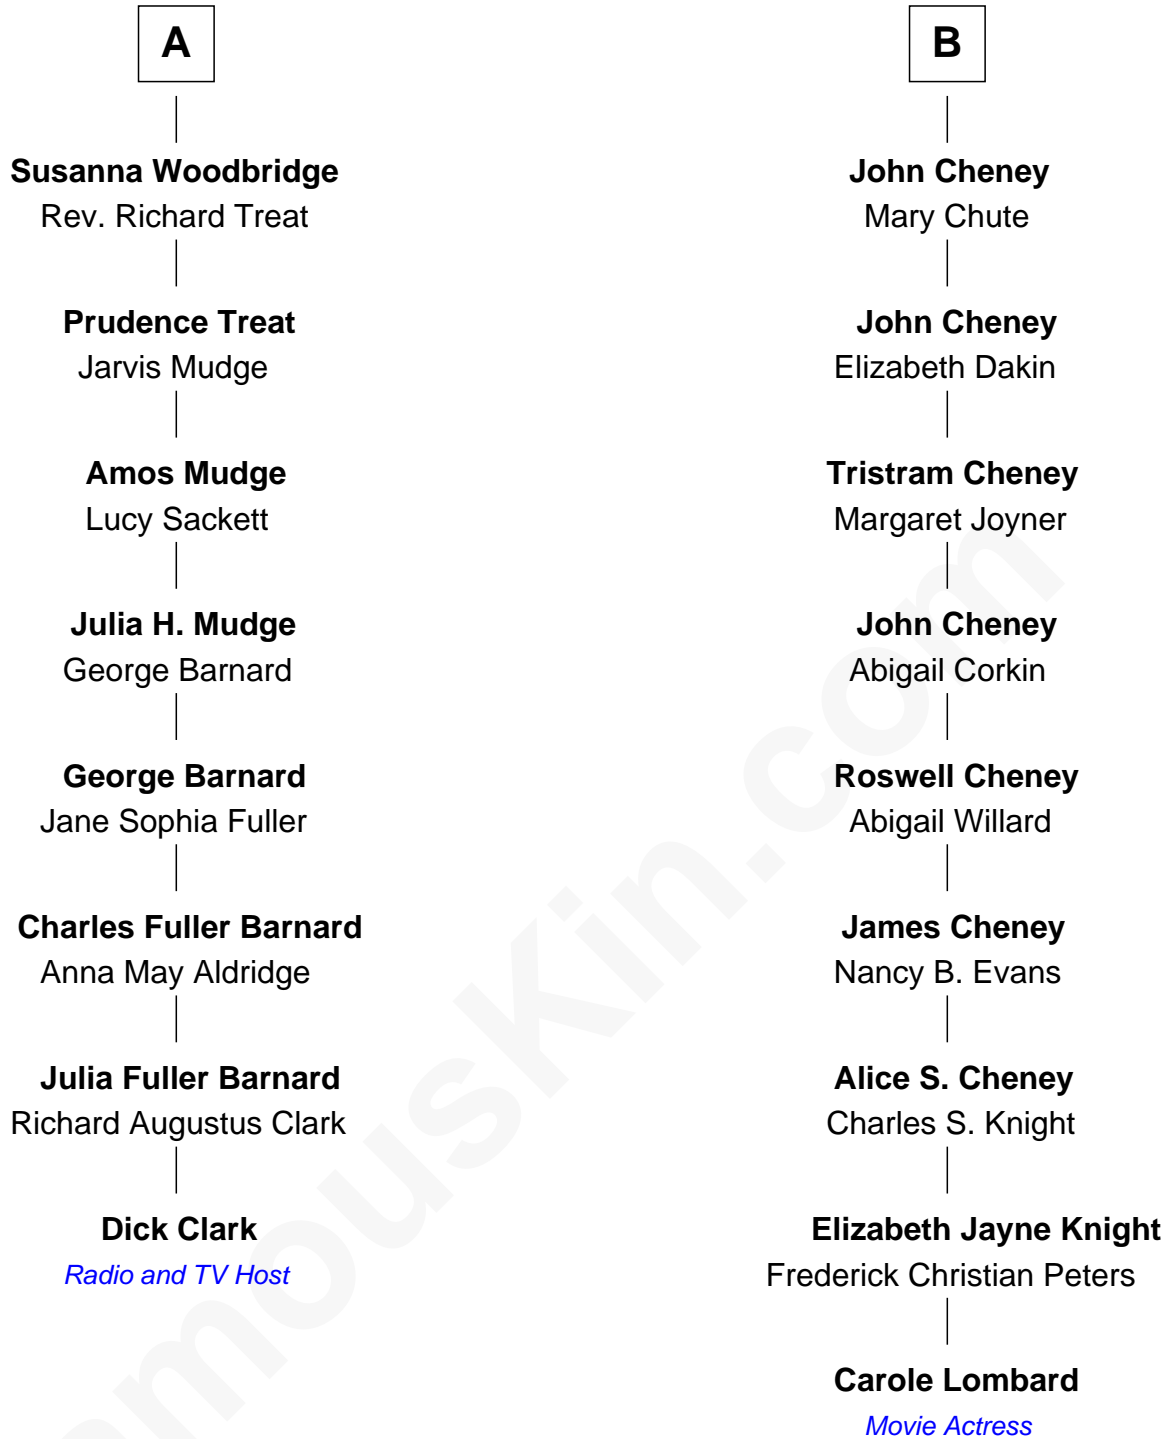 A
Susanna Woodbridge
Rev. Richard Treat
Prudence Treat
Jarvis Mudge
Amos Mudge
Lucy Sackett
Julia H. Mudge
George Barnard
George Barnard
Jane Sophia Fuller
Charles Fuller Barnard
Anna May Aldridge
Julia Fuller Barnard
Richard Augustus Clark
Dick Clark
Radio and TV Host
B
John Cheney
Mary Chute
John Cheney
Elizabeth Dakin
Tristram Cheney
Margaret Joyner
John Cheney
Abigail Corkin
Roswell Cheney
Abigail Willard
James Cheney
Nancy B. Evans
Alice S. Cheney
Charles S. Knight
Elizabeth Jayne Knight
Frederick Christian Peters
Carole Lombard
Movie Actress
amousKin.com